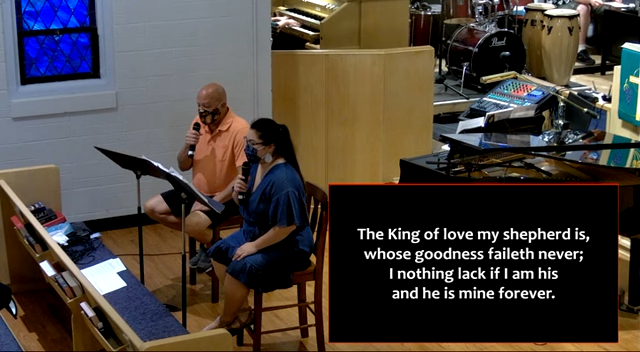 Pearl
The King of love my shepherd is,
whose goodness faileth never;
I nothing lack if I am his
and he is mine forever.